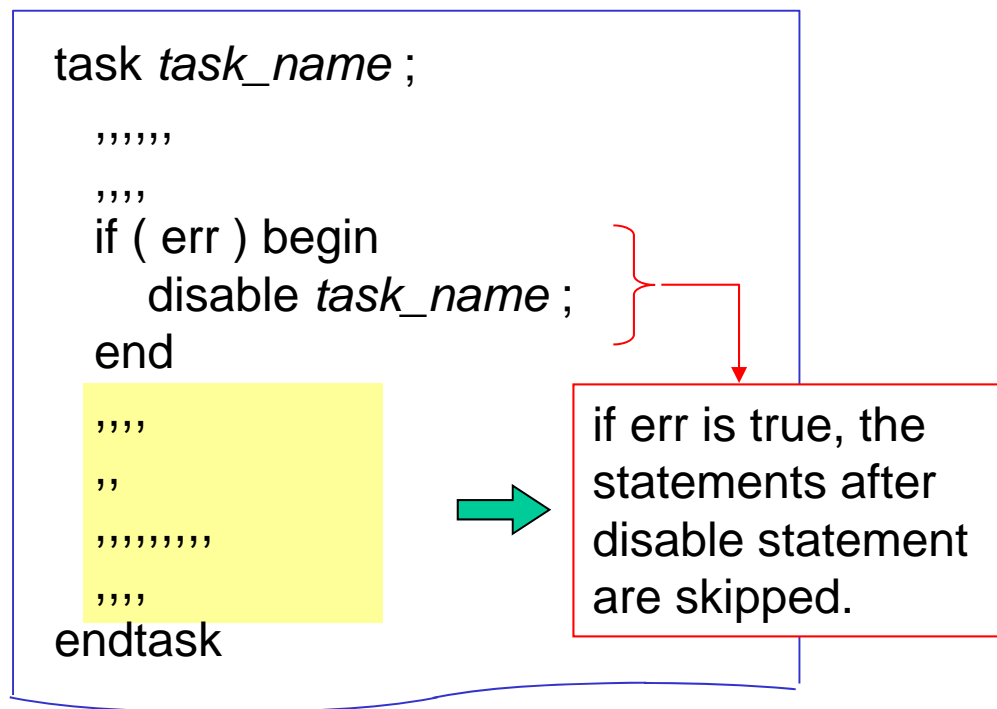 task task_name ;
,,,,,,
,,,,
if ( err ) begin
disable task_name ;
end
,,,,
,,
,,,,,,,,,
,,,,
endtask
if err is true, the
statements after
disable statement
are skipped.